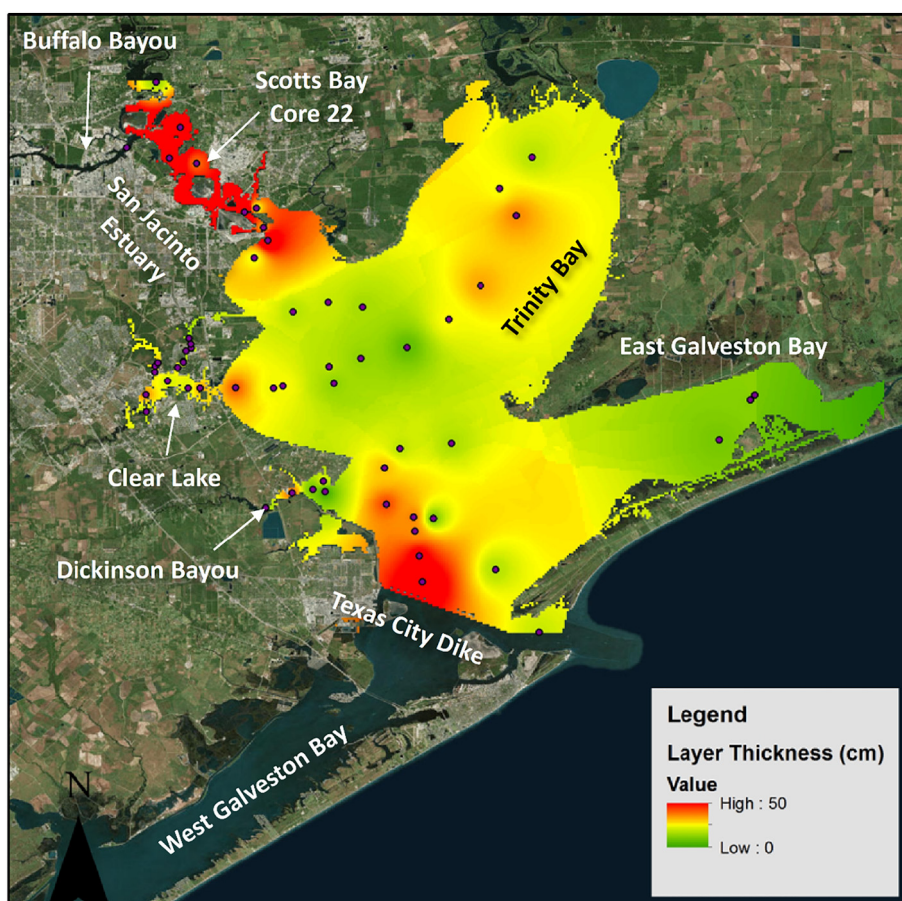 Buffalo Bayou
Scotts Bay
Core 22
San Jacinto
Estuary
Trinity Bay
East Galveston Bay
Clear Lake
Dickinson Bayou
Texas City Dike
West Galveston Bay
N
Legend
Layer Thickness (cm)
Value
High : 50
Low : 0